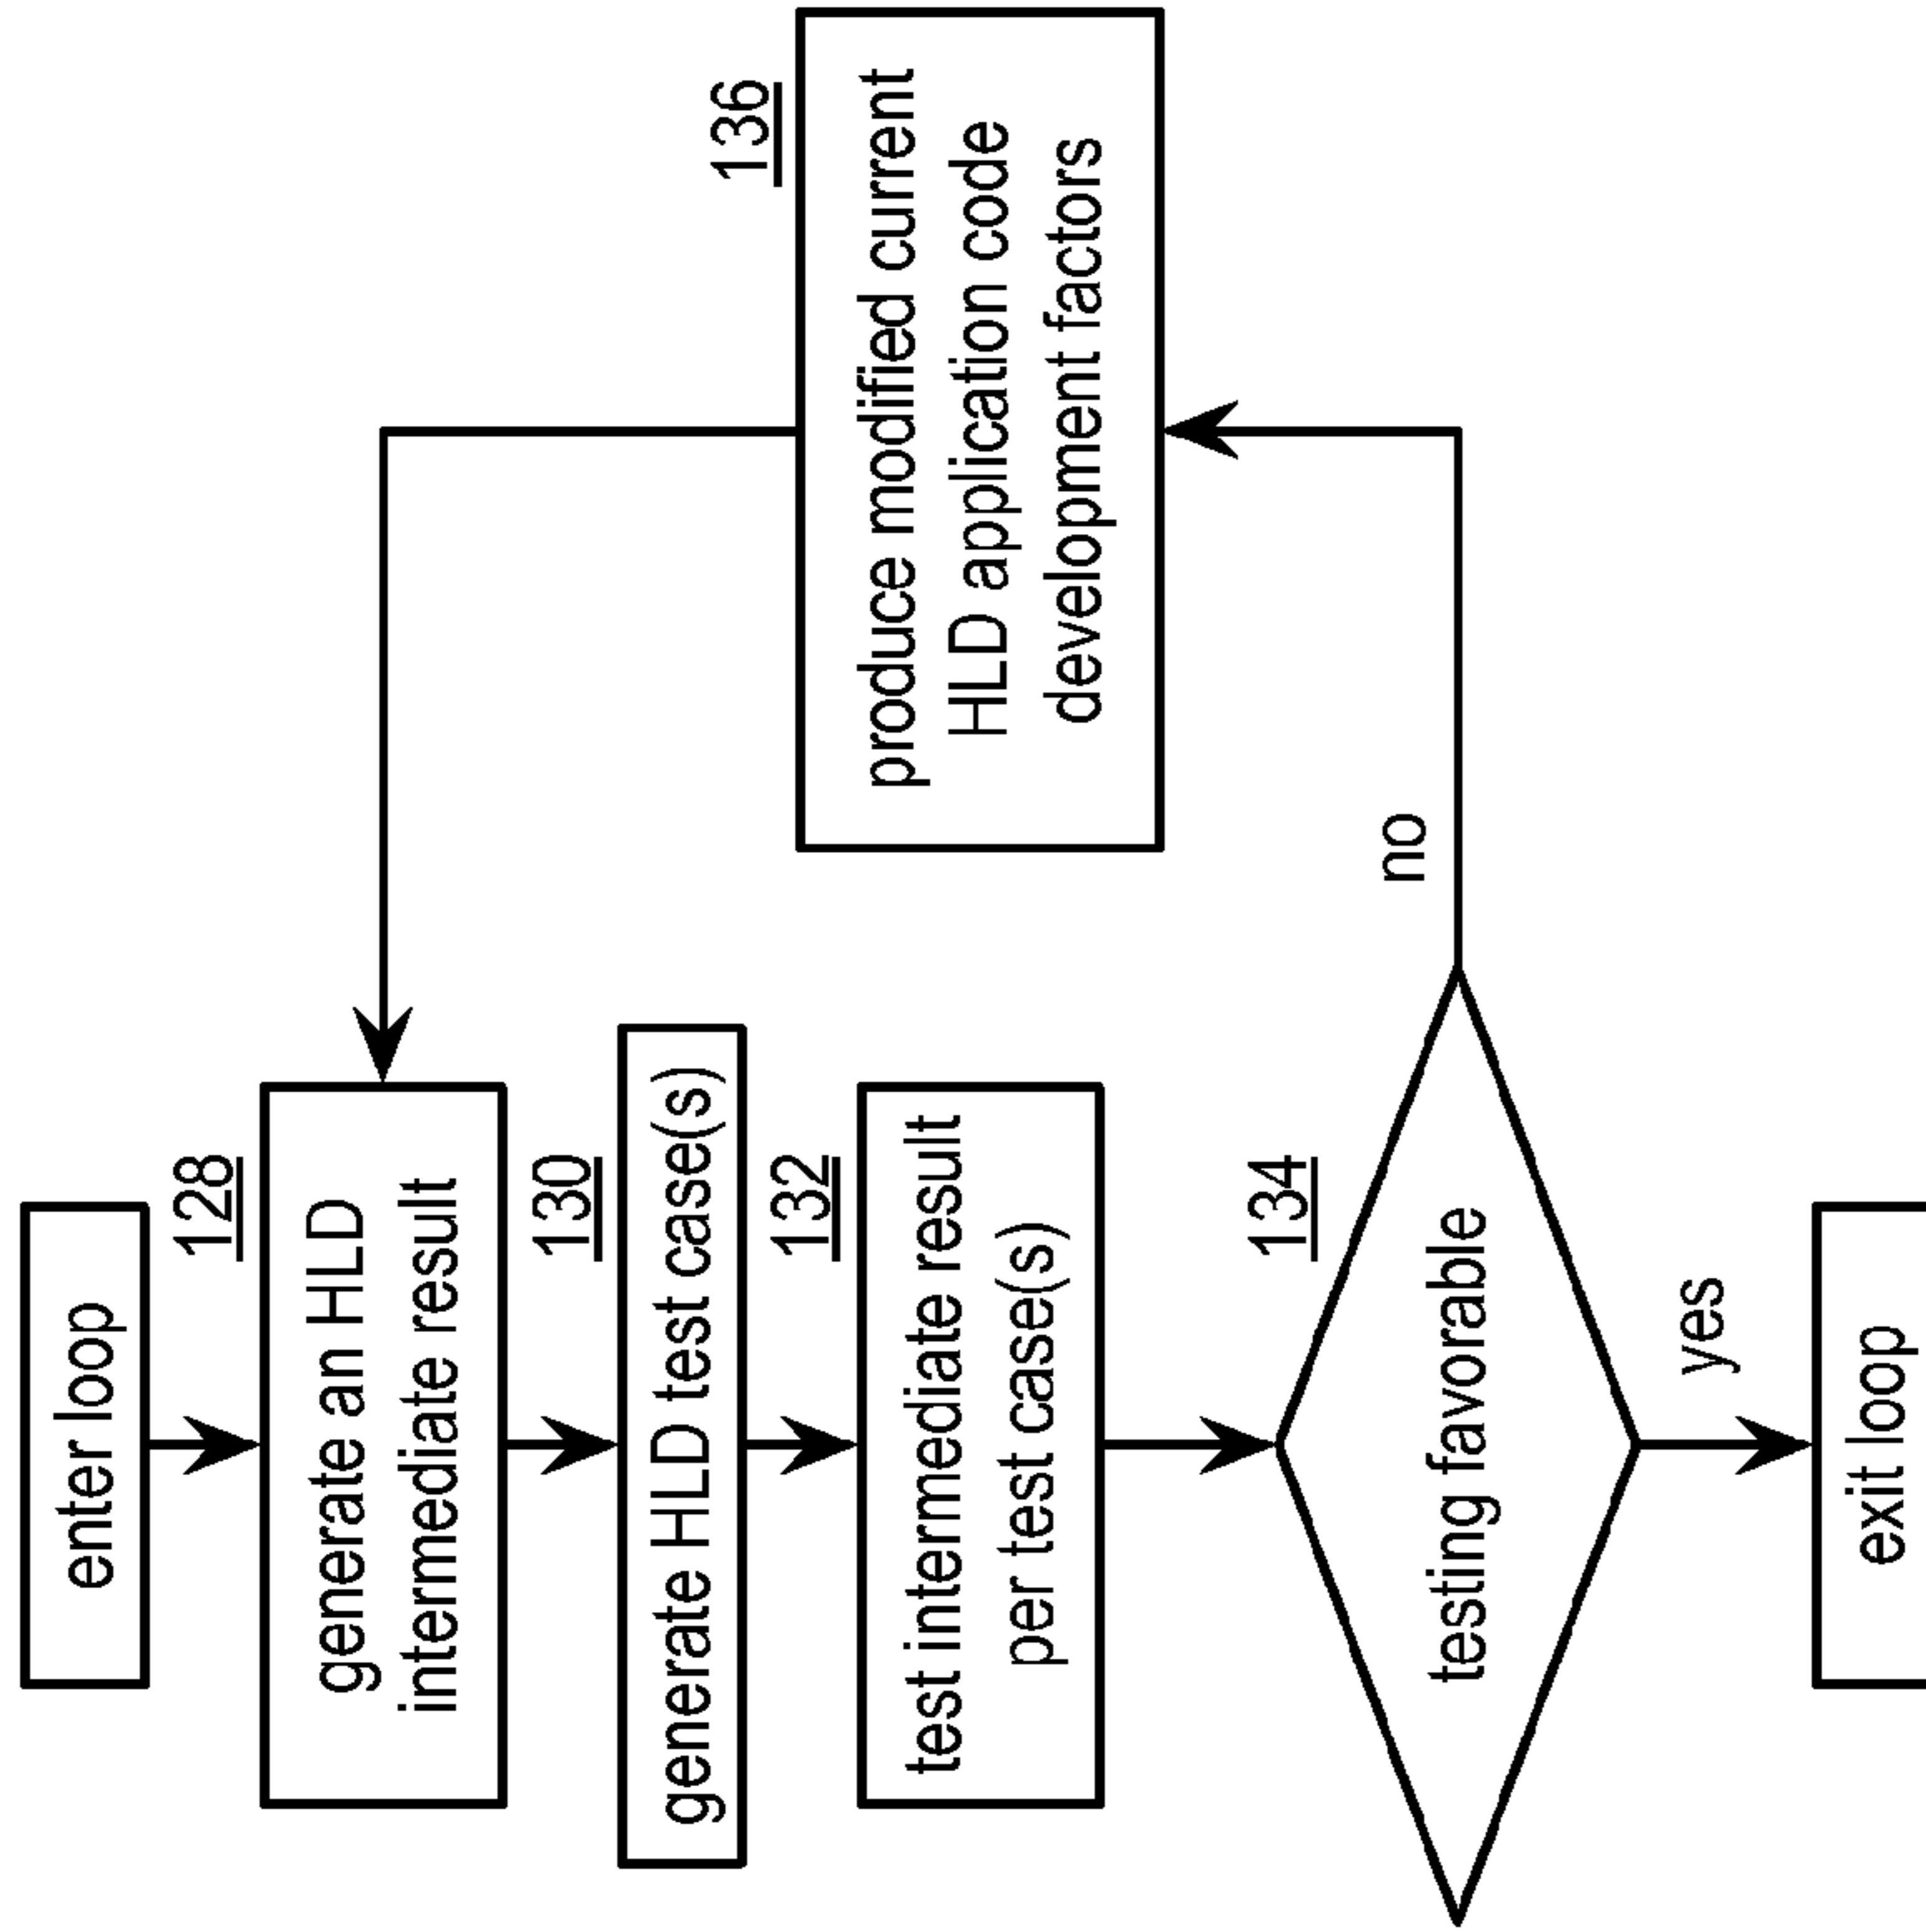 enter loop
128
generate an HLD
intermediate result
130
generate HLD test case(s)
132
test intermediate result
per test case(s)
134
testing favorable
no
yes
exit loop
136
produce modified current
HLD application code
development factors